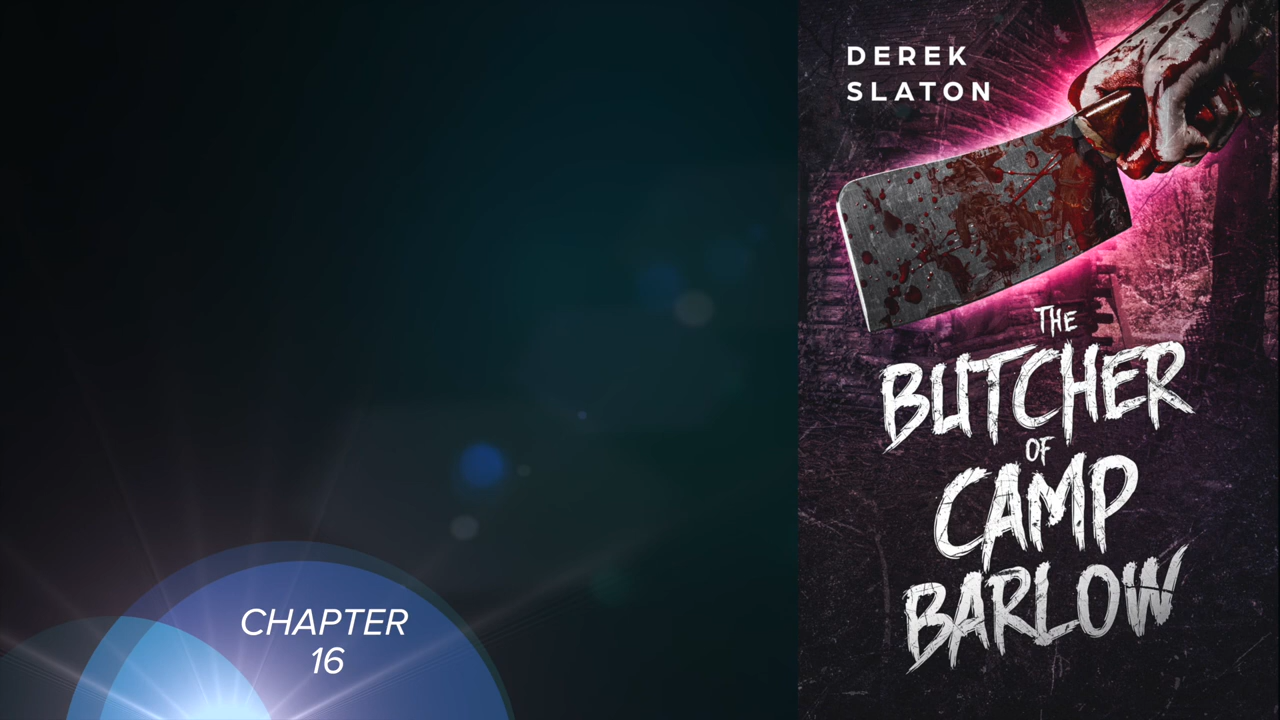 DEREK
SLATON
THE
BUTCHER
OF
CAMP
BARLOW
CHAPTER
16